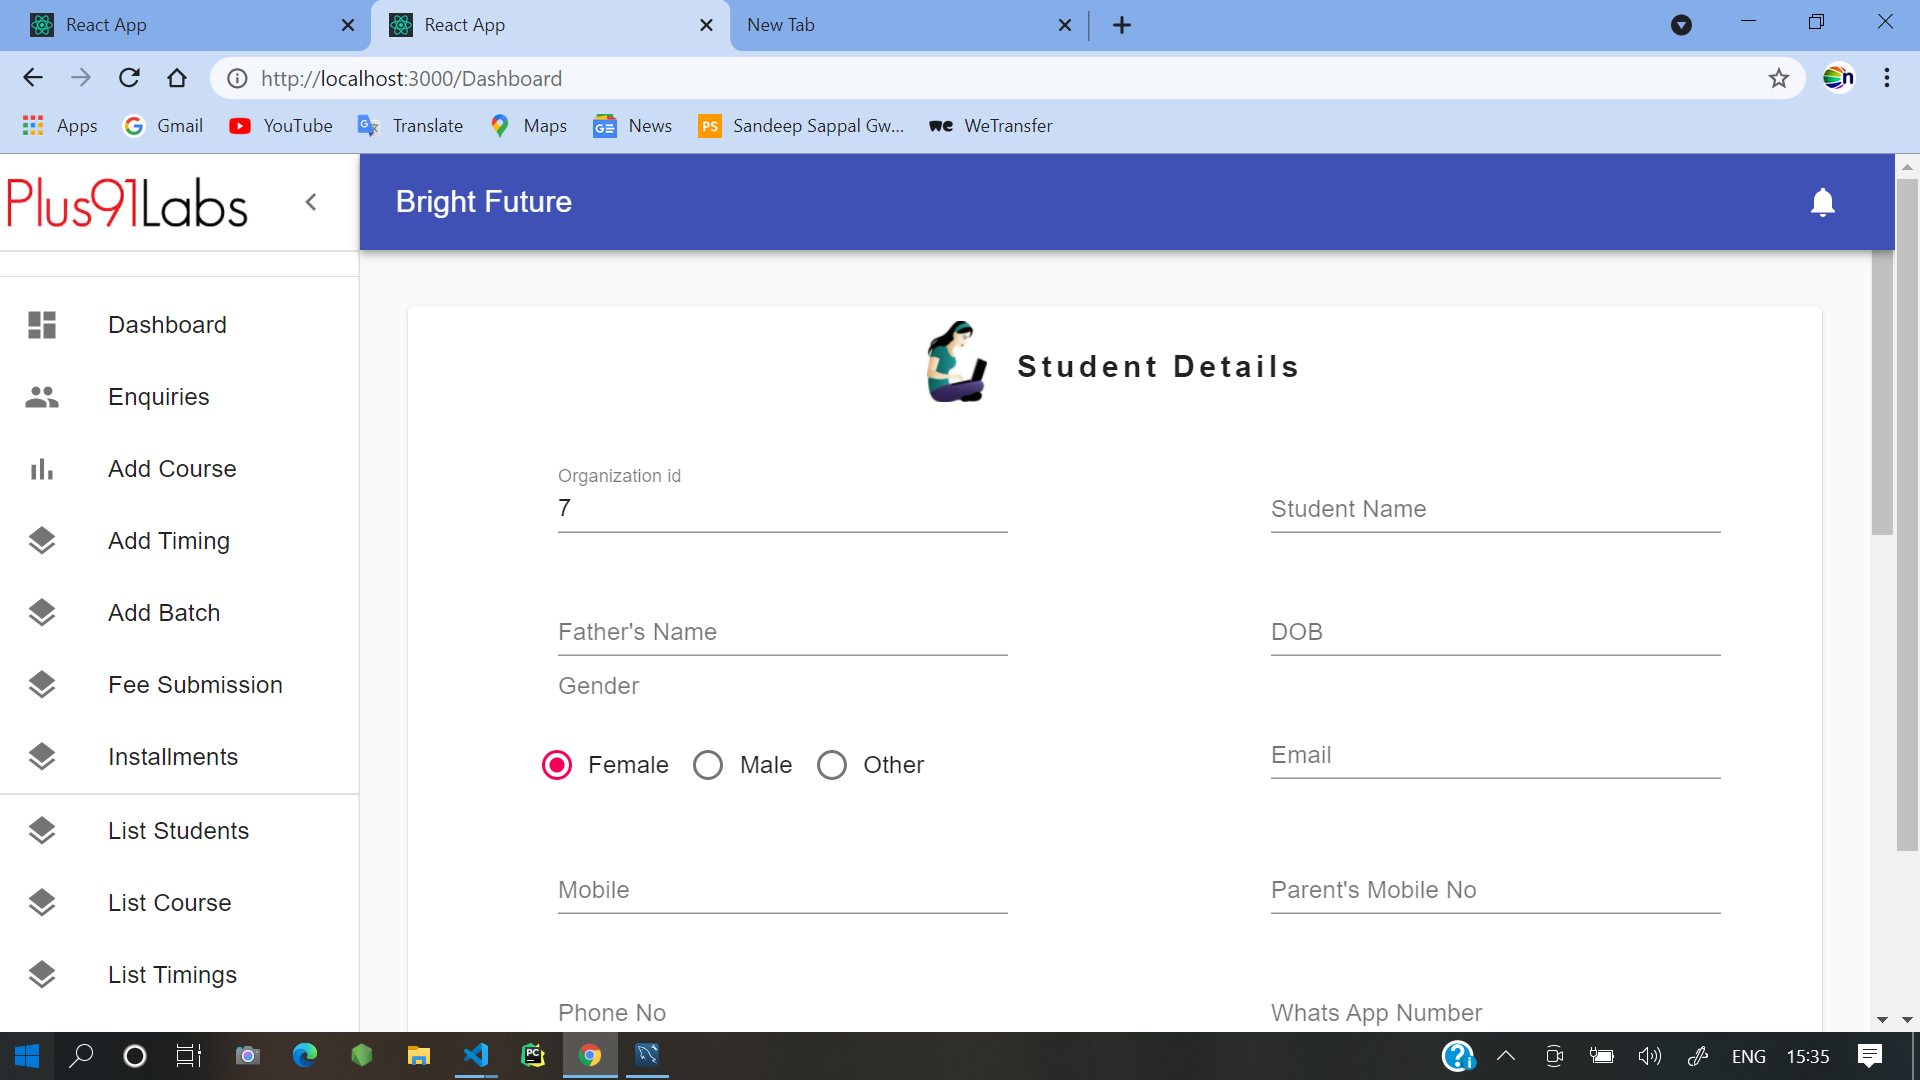 React App
React App
New Tab
http://localhost:3000/Dashboard
Apps
Gmail
YouTube
Translate
Maps
News
PS
Sandeep Sappal Gw...
we
WeTransfer
Plus91Labs
Bright Future
Dashboard
Enquiries
Add Course
Add Timing
Add Batch
Fee Submission
Installments
List Students
List Course
List Timings
Student Details
Organization id
7
Student Name
Father's Name
DOB
Gender
Female
Male
Other
Email
Mobile
Parent's Mobile No
Phone No
Whats App Number
ENG
15:35